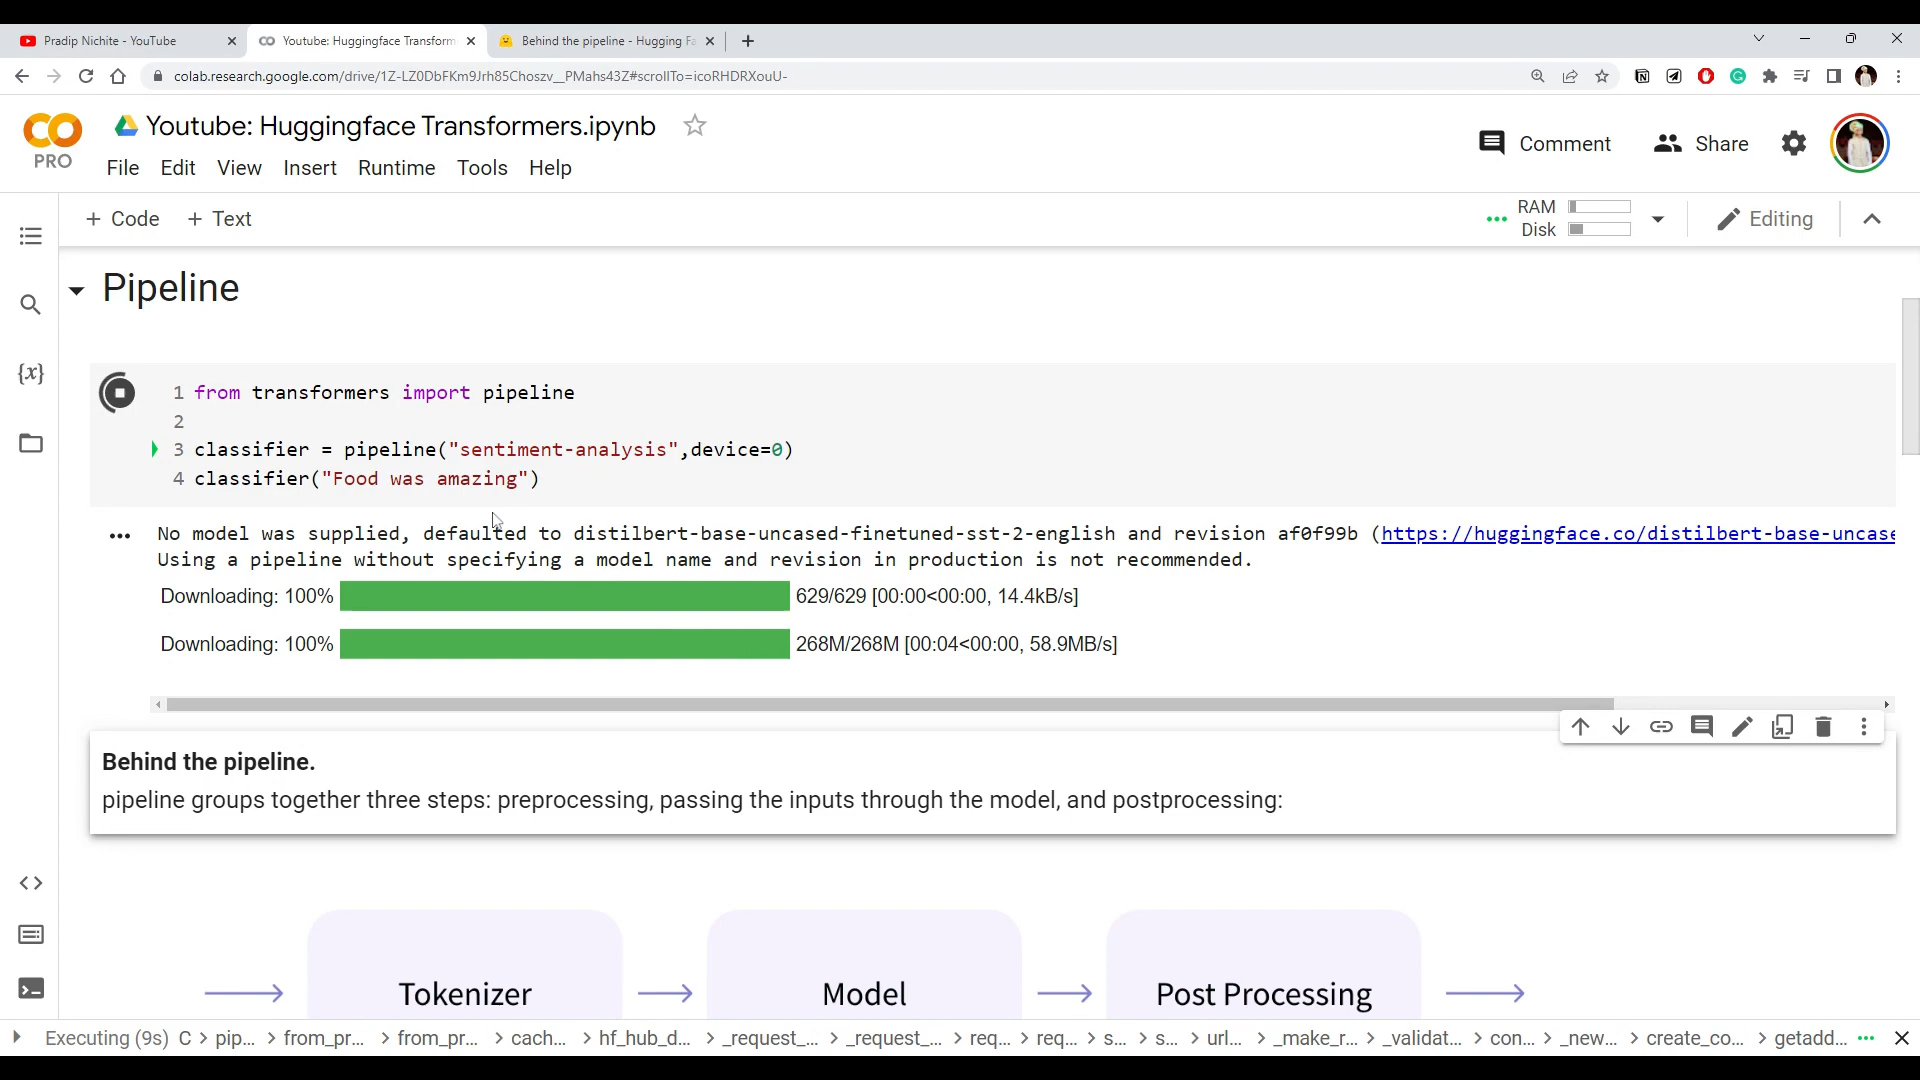 Pradip Nichite - YouTube
Youtube: Huggingface Transform
Behind the pipeline - Hugging Fa
colab.research.google.com/drive/1Z-LZ0DbFKm9Jrh85Choszv__PMahs43Z#scrollTo=icoRHDRXouU-
PRO
Youtube: Huggingface Transformers.ipynb
File Edit View Insert Runtime Tools Help
Comment
Share
+ Code + Text
RAM
Disk
Editing
{x}
Pipeline
1 from transformers import pipeline
2
3 classifier = pipeline("sentiment-analysis",device=0)
4 classifier("Food was amazing")
No model was supplied, defaulted to distilbert-base-uncased-finetuned-sst-2-english and revision af0f99b (https://huggingface.co/distilbert-base-uncase
Using a pipeline without specifying a model name and revision in production is not recommended.
Downloading: 100% 629/629 [00:00<00:00, 14.4kB/s]
Downloading: 100% 268M/268M [00:04<00:00, 58.9MB/s]
Behind the pipeline.
pipeline groups together three steps: preprocessing, passing the inputs through the model, and postprocessing:
Tokenizer
Model
Post Processing
Executing (9s) C > pip... > from_pr... > from_pr... > cach... > hf_hub_d... > _request_... > _request_... > req... > req... > s... > s... > url... > _make_r... > _validat... > con... > _new... > create_co... > getadd...